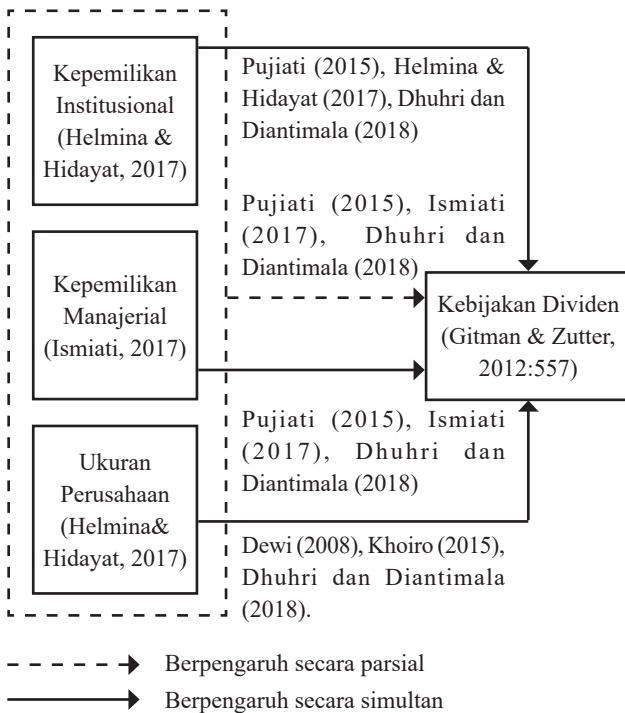 Kepemilikan
Institusional
(Helmina &
Hidayat, 2017)
Pujiati (2015), Helmina &
Hidayat (2017), Dhuhri dan
Diantimala (2018)
Pujiati (2015), Ismiati
(2017), Dhuhri dan
Diantimala (2018)
Kepemilikan
Manajerial
(Ismiati, 2017)
Kebijakan Dividen
(Gitman & Zutter,
2012:557)
Pujiati (2015), Ismiati
(2017), Dhuhri dan
Diantimala (2018)
Ukuran
Perusahaan
(Helmina&
Hidayat, 2017)
Dewi (2008), Khoiro (2015),
Dhuhri dan Diantimala
(2018).
Berpengaruh secara parsial
Berpengaruh secara simultan